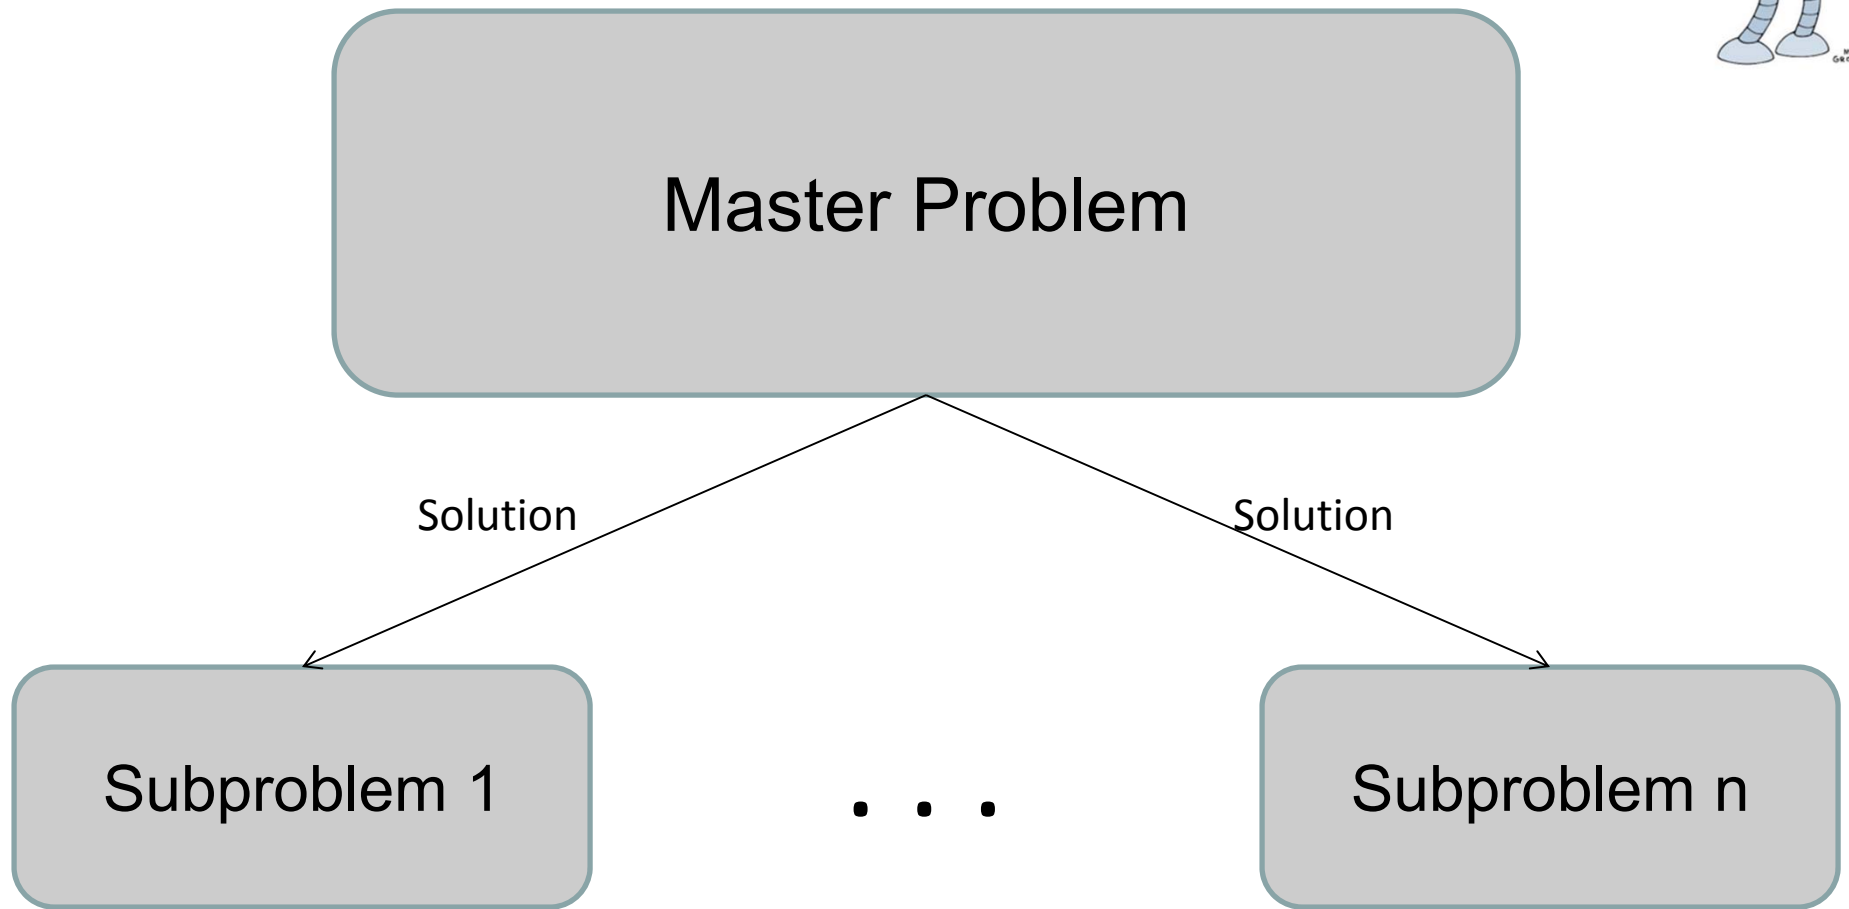 Master Problem
Solution
Solution
Subproblem 1
. . .
Subproblem n